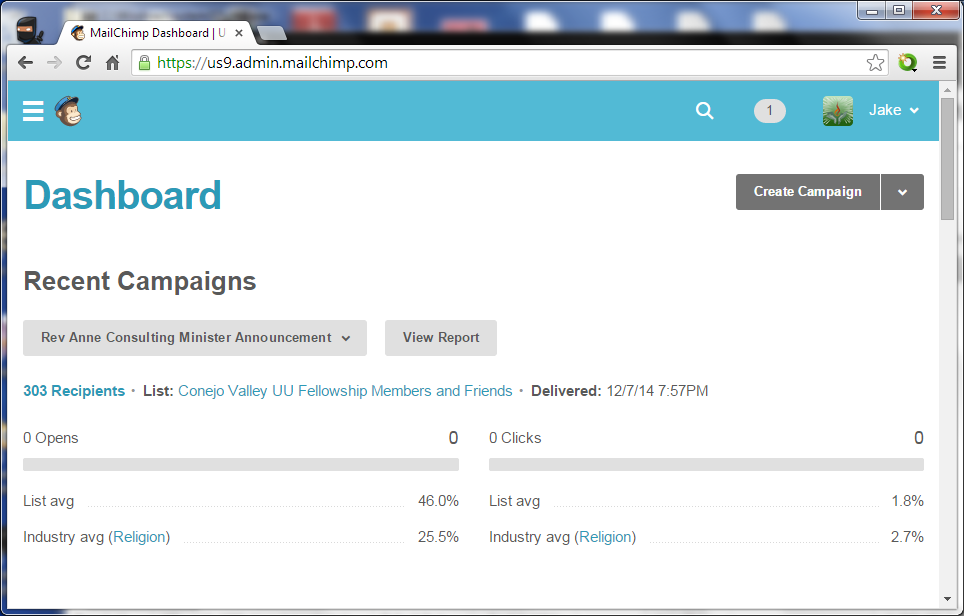 MailChimp Dashboard | U
https://us9.admin.mailchimp.com
1
Jake
Dashboard
Create Campaign
Recent Campaigns
Rev Anne Consulting Minister Announcement
View Report
303 Recipients • List: Conejo Valley UU Fellowship Members and Friends • Delivered: 12/7/14 7:57PM
0 Opens 0 0 Clicks 0
List avg 46.0% List avg 1.8%
Industry avg (Religion) 25.5% Industry avg (Religion) 2.7%